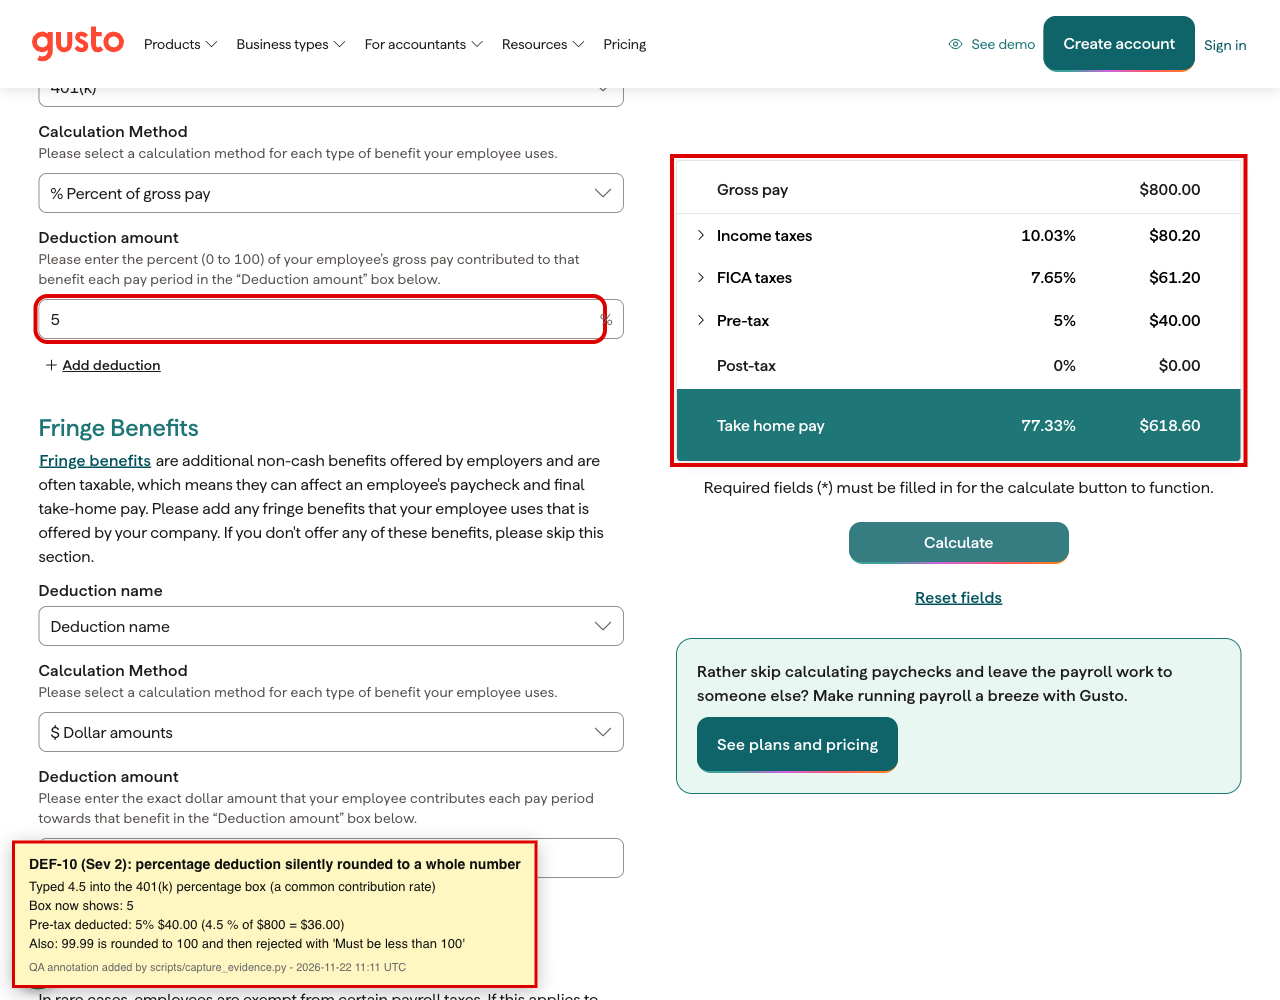 gusto
Products
Business types
For accountants
Resources
Pricing
See demo
Create account
Sign in
401(k)
Calculation Method
Please select a calculation method for each type of benefit your employee uses.
% Percent of gross pay
Deduction amount
Please enter the percent (0 to 100) of your employee's gross pay contributed to that
benefit each pay period in the “Deduction amount” box below.
5 %
Add deduction
Fringe Benefits
Fringe benefits are additional non-cash benefits offered by employers and are
often taxable, which means they can affect an employee's paycheck and final
take-home pay. Please add any fringe benefits that your employee uses that is
offered by your company. If you don't offer any of these benefits, please skip this
section.
Deduction name
Deduction name
Calculation Method
Please select a calculation method for each type of benefit your employee uses.
$ Dollar amounts
Deduction amount
Please enter the exact dollar amount that your employee contributes each pay period
towards that benefit in the “Deduction amount” box below.
DEF-10 (Sev 2): percentage deduction silently rounded to a whole number
Typed 4.5 into the 401(k) percentage box (a common contribution rate)
Box now shows: 5
Pre-tax deducted: 5% $40.00 (4.5 % of $800 = $36.00)
Also: 99.99 is rounded to 100 and then rejected with 'Must be less than 100'
QA annotation added by scripts/capture_evidence.py - 2026-11-22 11:11 UTC
In rare cases, employees are exempt from certain payroll taxes. If this applies to
Gross pay $800.00
Income taxes 10.03% $80.20
FICA taxes 7.65% $61.20
Pre-tax 5% $40.00
Post-tax 0% $0.00
Take home pay 77.33% $618.60
Required fields (*) must be filled in for the calculate button to function.
Calculate
Reset fields
Rather skip calculating paychecks and leave the payroll work to
someone else? Make running payroll a breeze with Gusto.
See plans and pricing